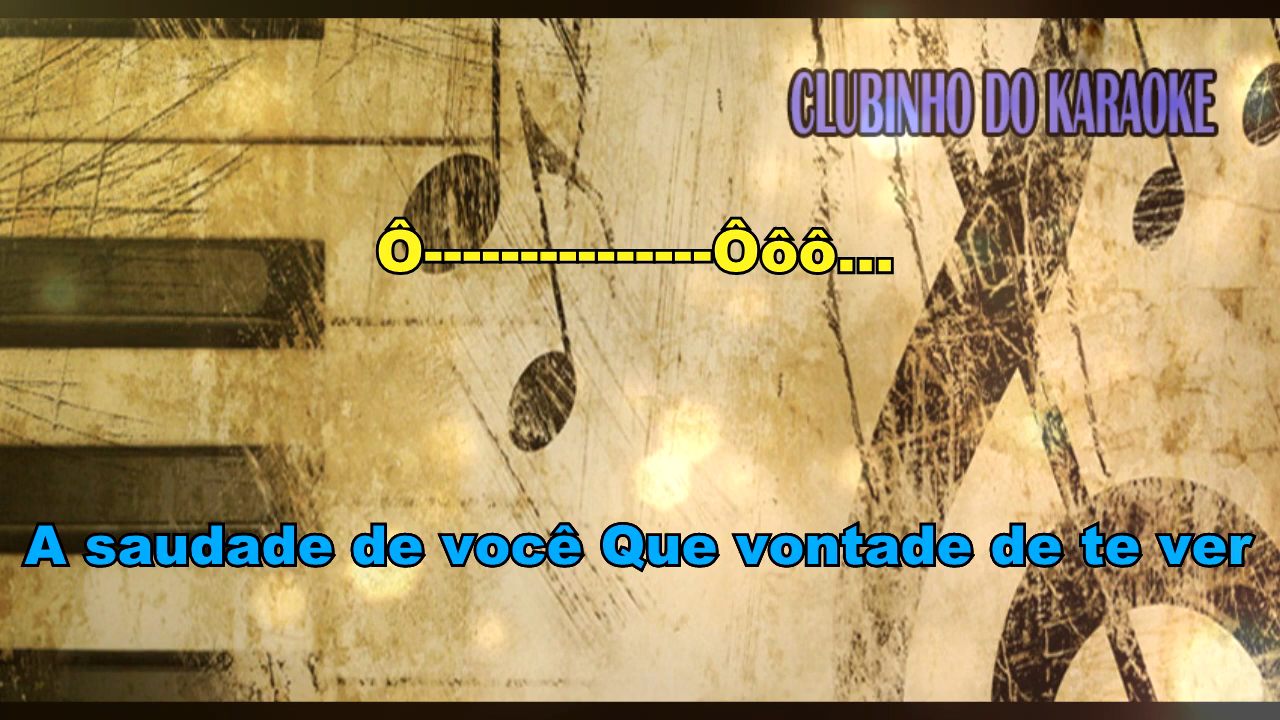 CLUBINHO DO KARAOKE
Ô---------------Ôôô...
A saudade de você Que vontade de te ver